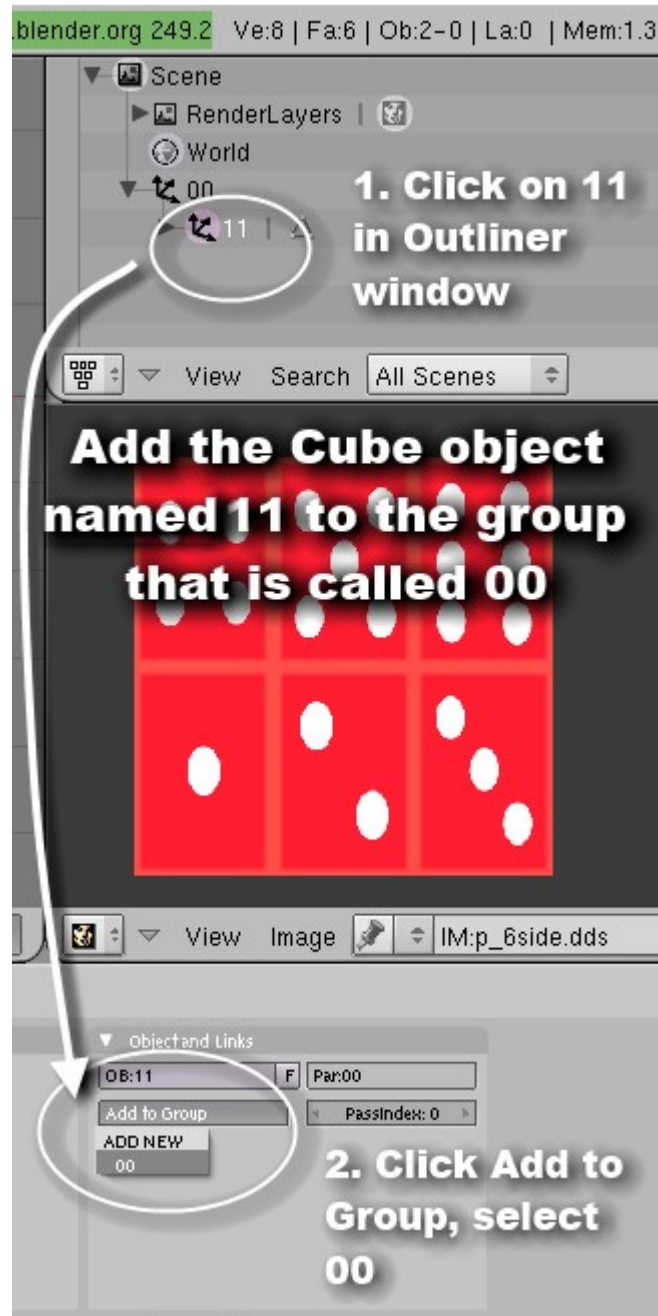 .blender.org 249.2 Ve:8 | Fa:6 | Ob:2-0 | La:0 | Mem:1.3
Scene
RenderLayers |
World
00
11 |
1. Click on 11
in Outliner
window
View Search All Scenes
Add the Cube object
named 11 to the group
that is called 00
View Image IM:p_6side.dds
Object and Links
OB:11 F Par:00
Add to Group PassIndex: 0
ADD NEW
00
2. Click Add to
Group, select
00